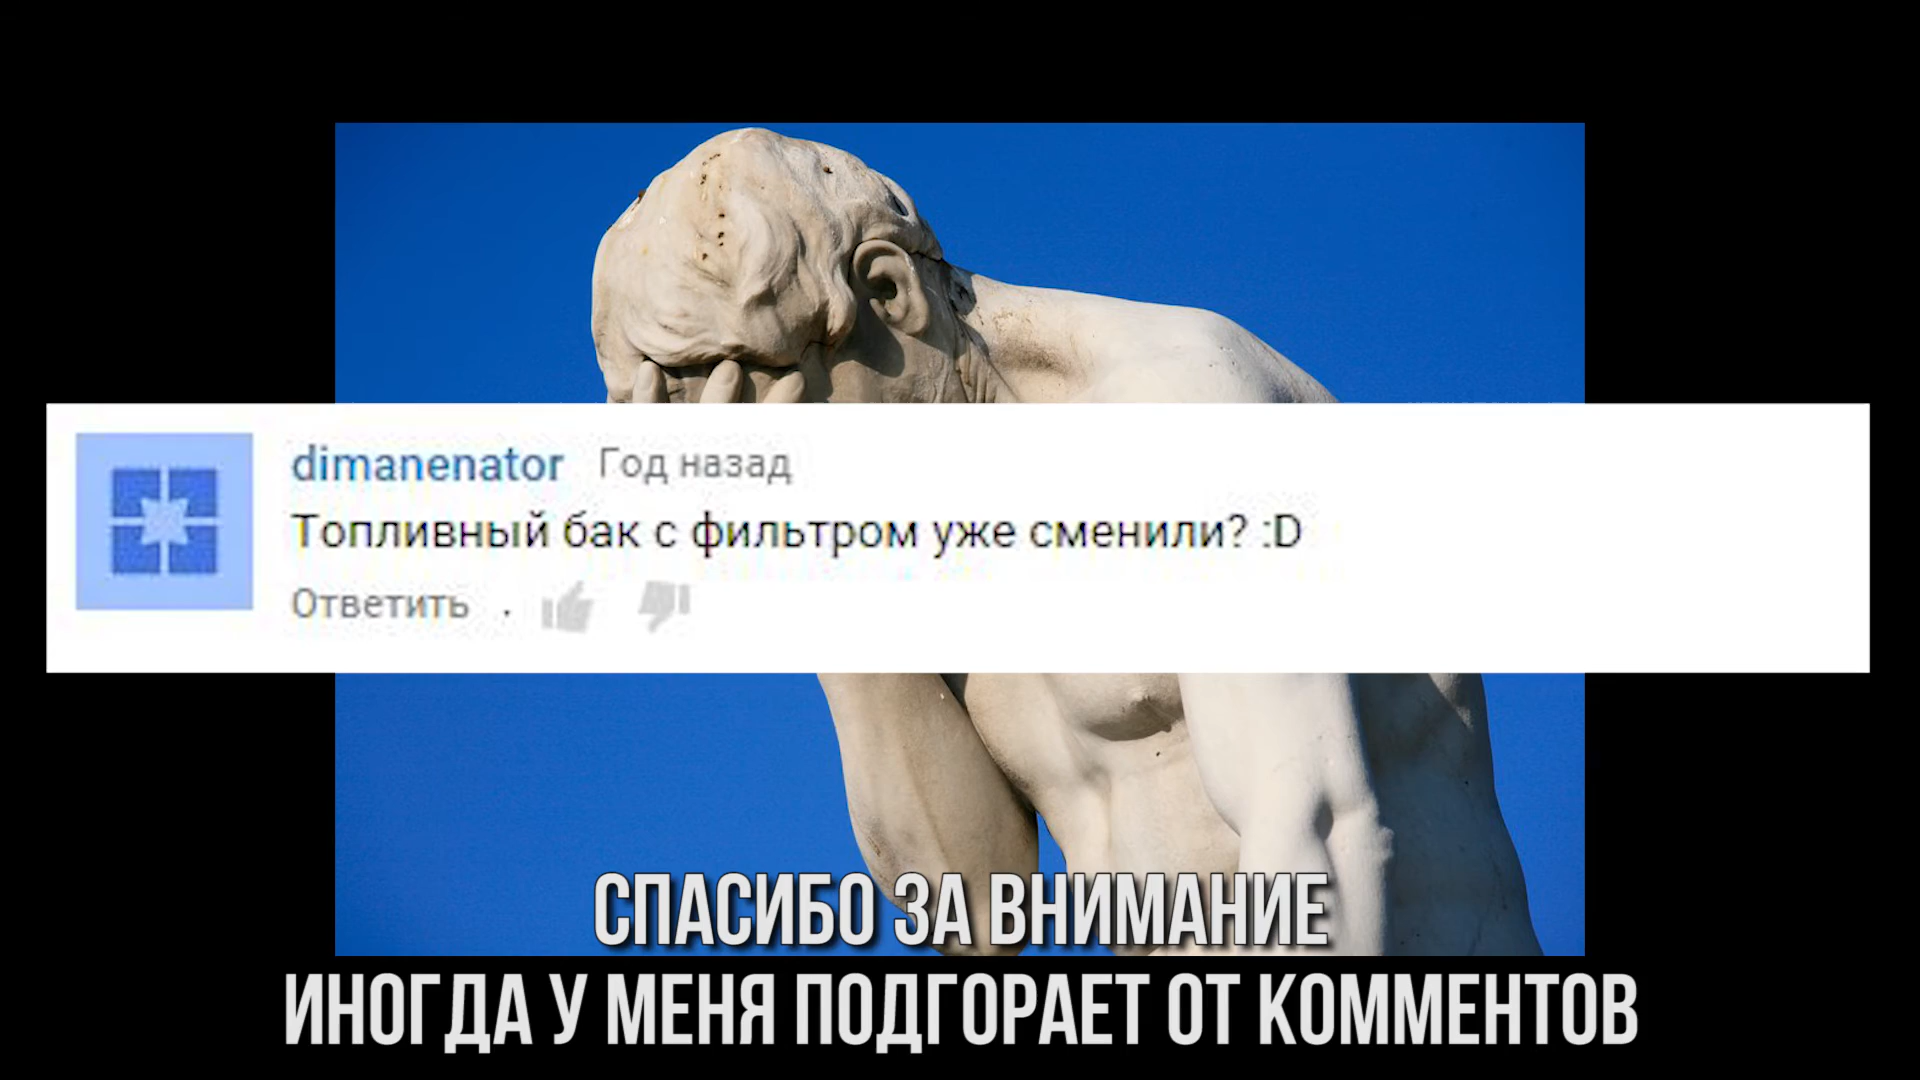 dimanenator Год назад
Топливный бак с фильтром уже сменили? :D
Ответить .
СПАСИБО ЗА ВНИМАНИЕ
ИНОГДА У МЕНЯ ПОДГОРАЕТ ОТ КОММЕНТОВ